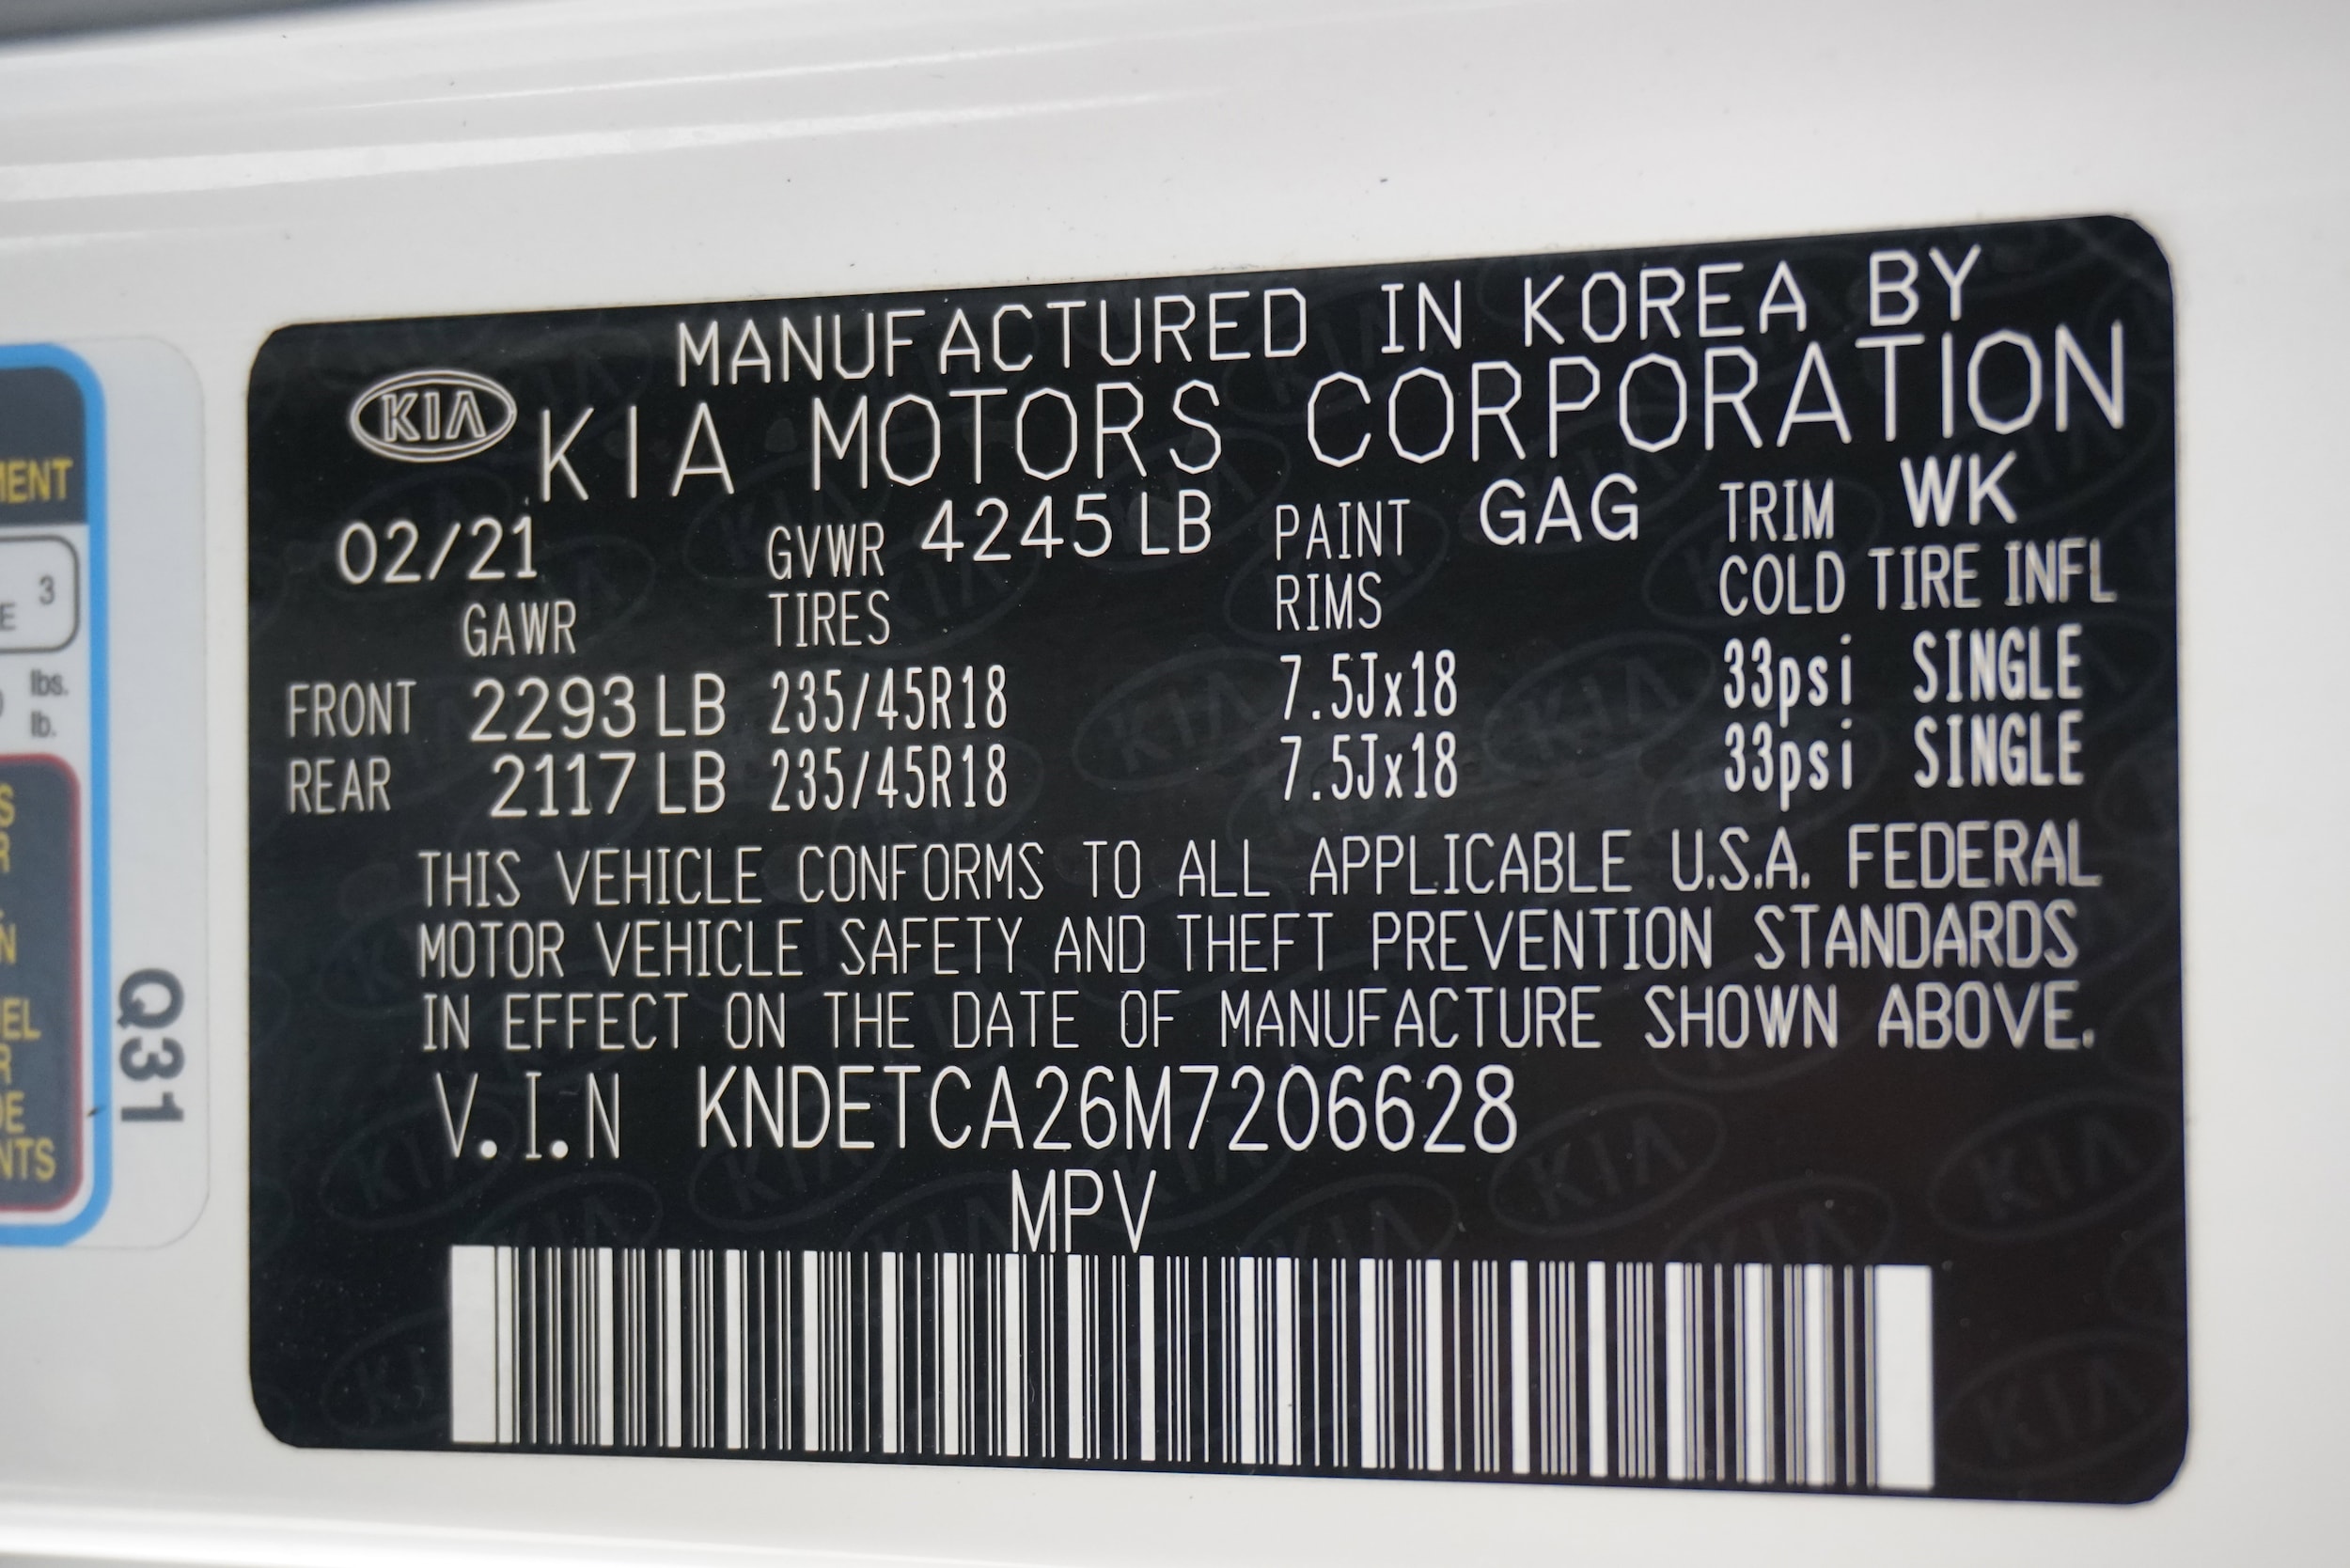 MANUFACTURED IN KOREA BY
KIA KIA MOTORS CORPORATION
02/21 GVWR 4245 LB PAINT GAG TRIM WK
GAWR TIRES RIMS COLD TIRE INFL
FRONT 2293 LB 235/45R18 7.5Jx18 33psi SINGLE
REAR 2117 LB 235/45R18 7.5Jx18 33psi SINGLE
THIS VEHICLE CONFORMS TO ALL APPLICABLE U.S.A. FEDERAL
MOTOR VEHICLE SAFETY AND THEFT PREVENTION STANDARDS
IN EFFECT ON THE DATE OF MANUFACTURE SHOWN ABOVE.
V.I.N KNDETCA26M7206628
MPV
3
lbs.
lb.
Q31